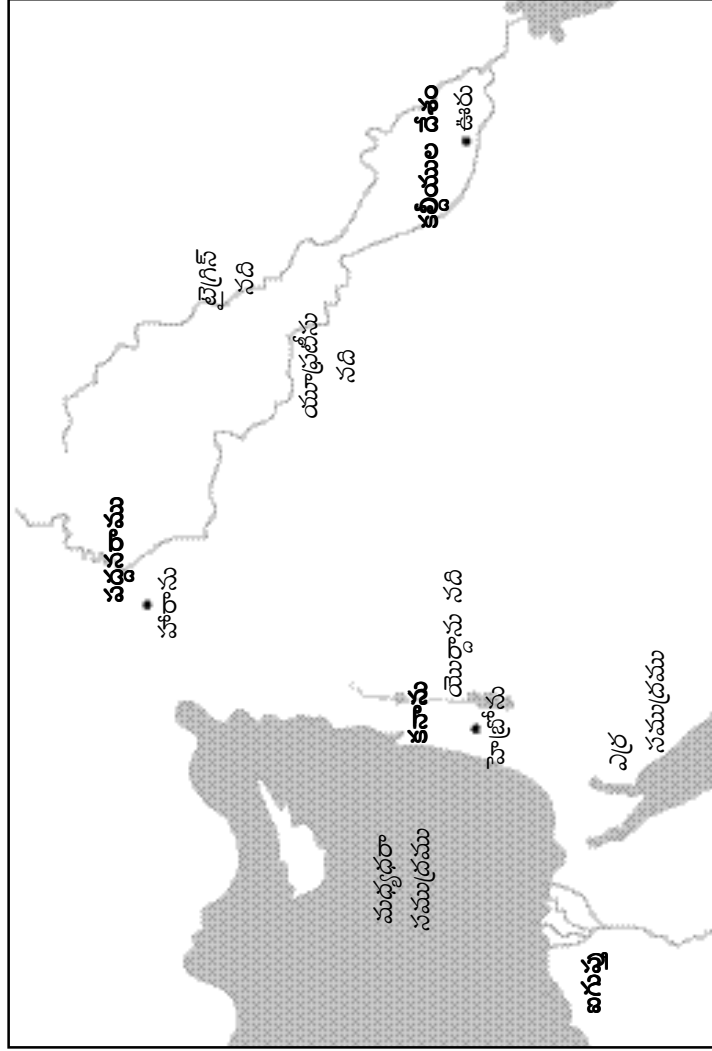 పద్దనరాము
హారాను
టైగ్రిస్
నది
యూఫ్రటీసు
నది
మధ్యధరా
సముద్రము
కనాను
కల్దీయుల దేశం
యొర్దాను నది
ఊరు
హెబ్రోను
ఐగుప్తు
ఎర్ర
సముద్రము